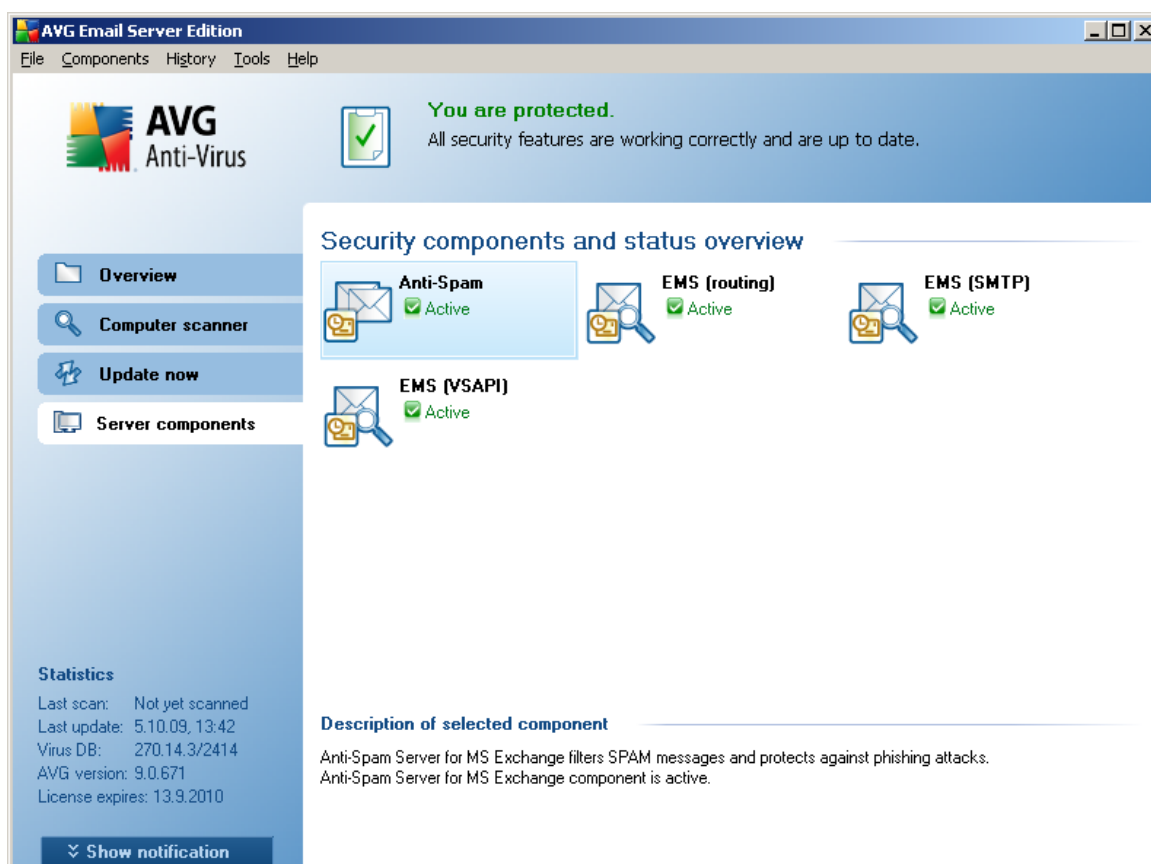 AVG Email Server Edition
File Components History Tools Help
AVG
Anti-Virus
You are protected.
All security features are working correctly and are up to date.
Overview
Computer scanner
Update now
Server components
Security components and status overview
Anti-Spam
Active
EMS (routing)
Active
EMS (SMTP)
Active
EMS (VSAPI)
Active
Statistics
Last scan: Not yet scanned
Last update: 5.10.09, 13:42
Virus DB: 270.14.3/2414
AVG version: 9.0.671
License expires: 13.9.2010
Show notification
Description of selected component
Anti-Spam Server for MS Exchange filters SPAM messages and protects against phishing attacks.
Anti-Spam Server for MS Exchange component is active.